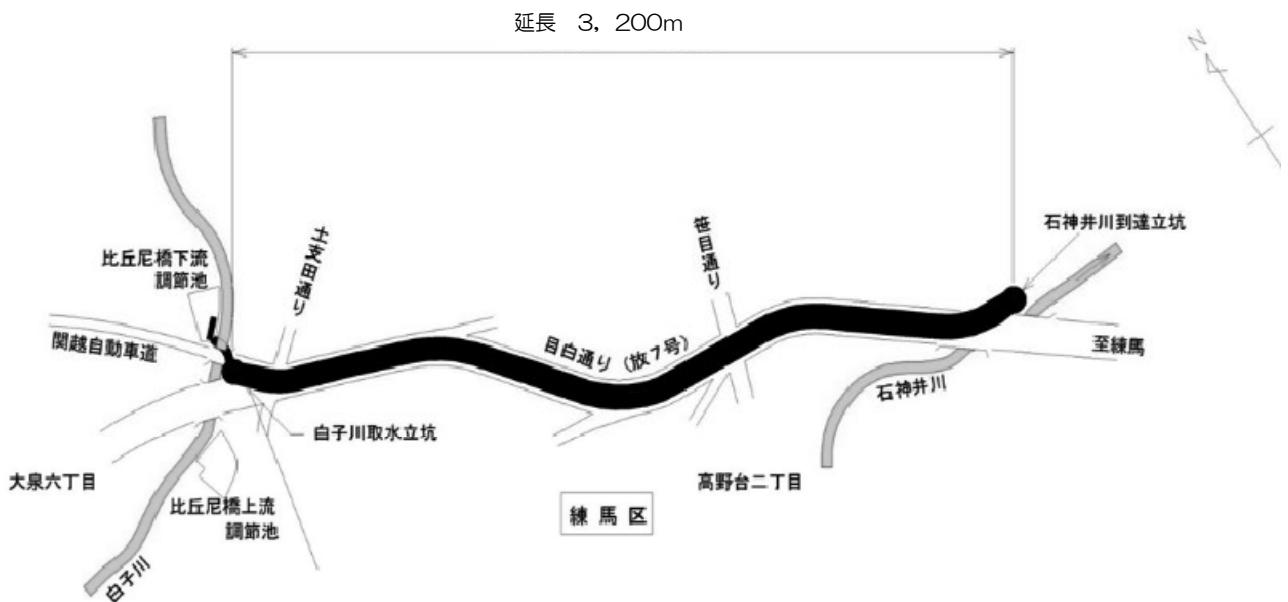 延長　3，200m
N
石神井川到達立坑
笹目通り
土支田通り
比丘尼橋下流
調節池
関越自動車道
目白通り（放7号）
至練馬
石神井川
白子川取水立坑
大泉六丁目
高野台二丁目
比丘尼橋上流
調節池
練馬区
白子川